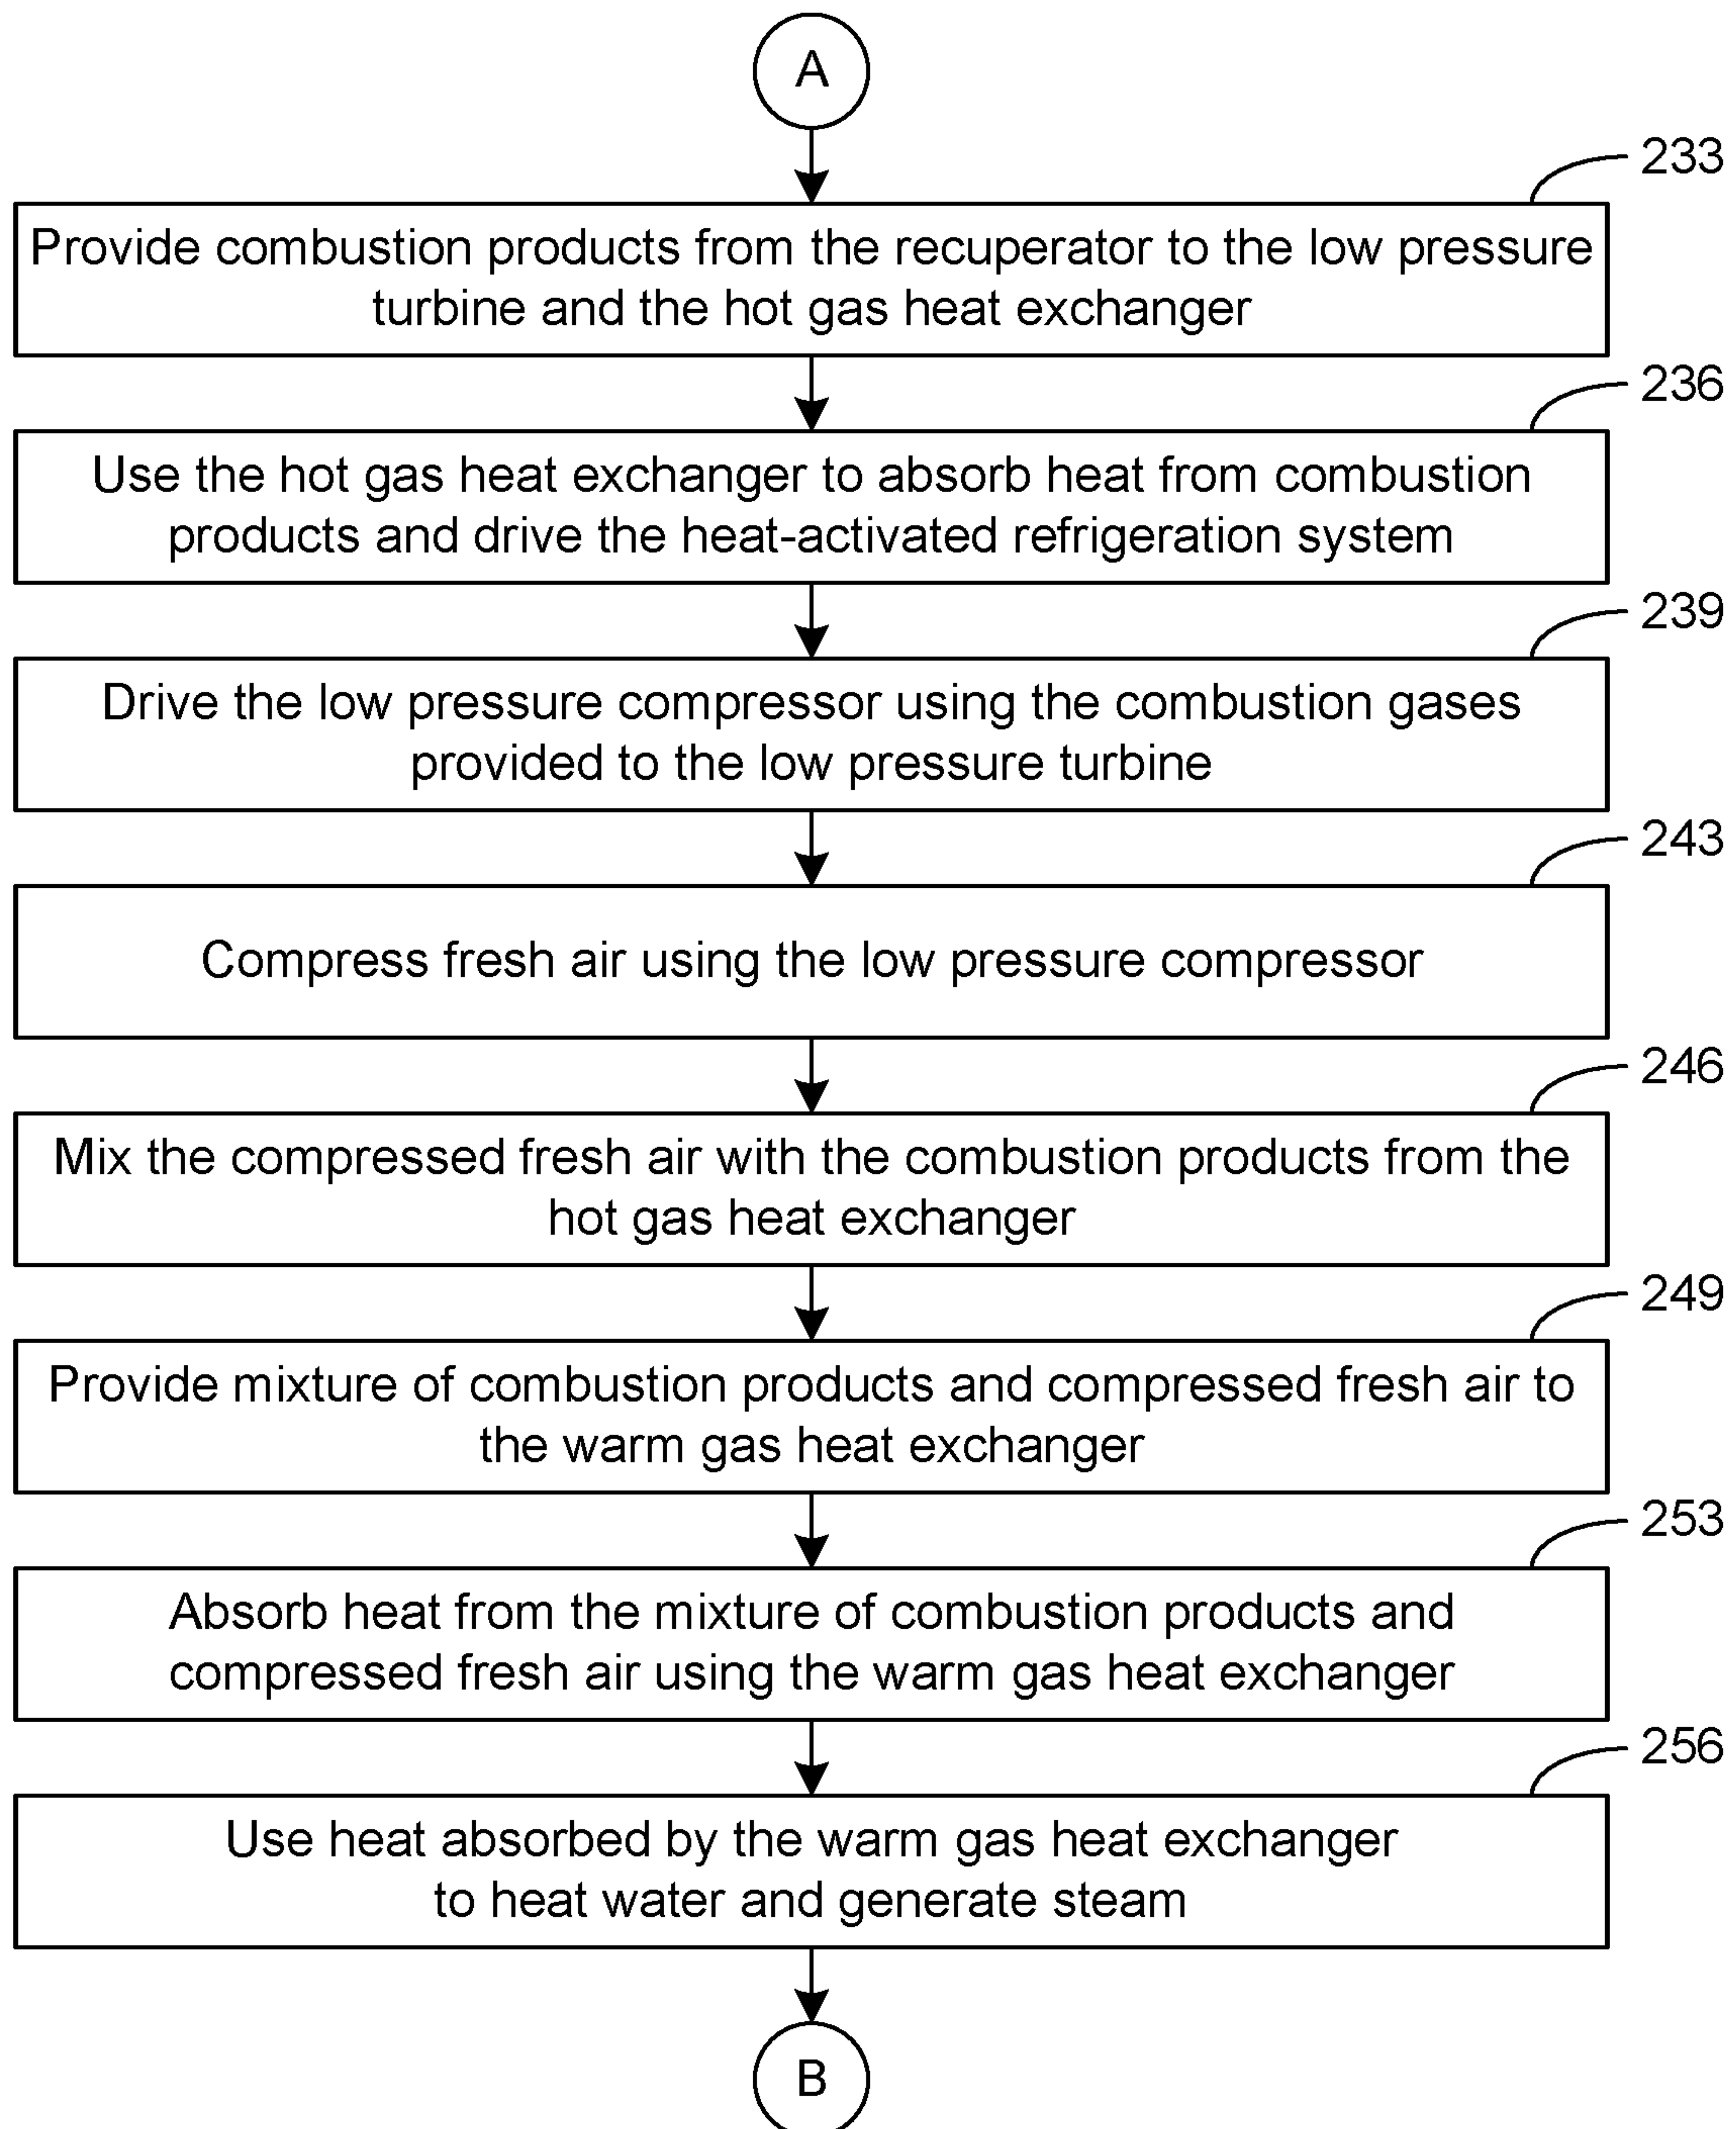 A
233
Provide combustion products from the recuperator to the low pressure
turbine and the hot gas heat exchanger
236
Use the hot gas heat exchanger to absorb heat from combustion
products and drive the heat-activated refrigeration system
239
Drive the low pressure compressor using the combustion gases
provided to the low pressure turbine
243
Compress fresh air using the low pressure compressor
246
Mix the compressed fresh air with the combustion products from the
hot gas heat exchanger
249
Provide mixture of combustion products and compressed fresh air to
the warm gas heat exchanger
253
Absorb heat from the mixture of combustion products and
compressed fresh air using the warm gas heat exchanger
256
Use heat absorbed by the warm gas heat exchanger
to heat water and generate steam
B